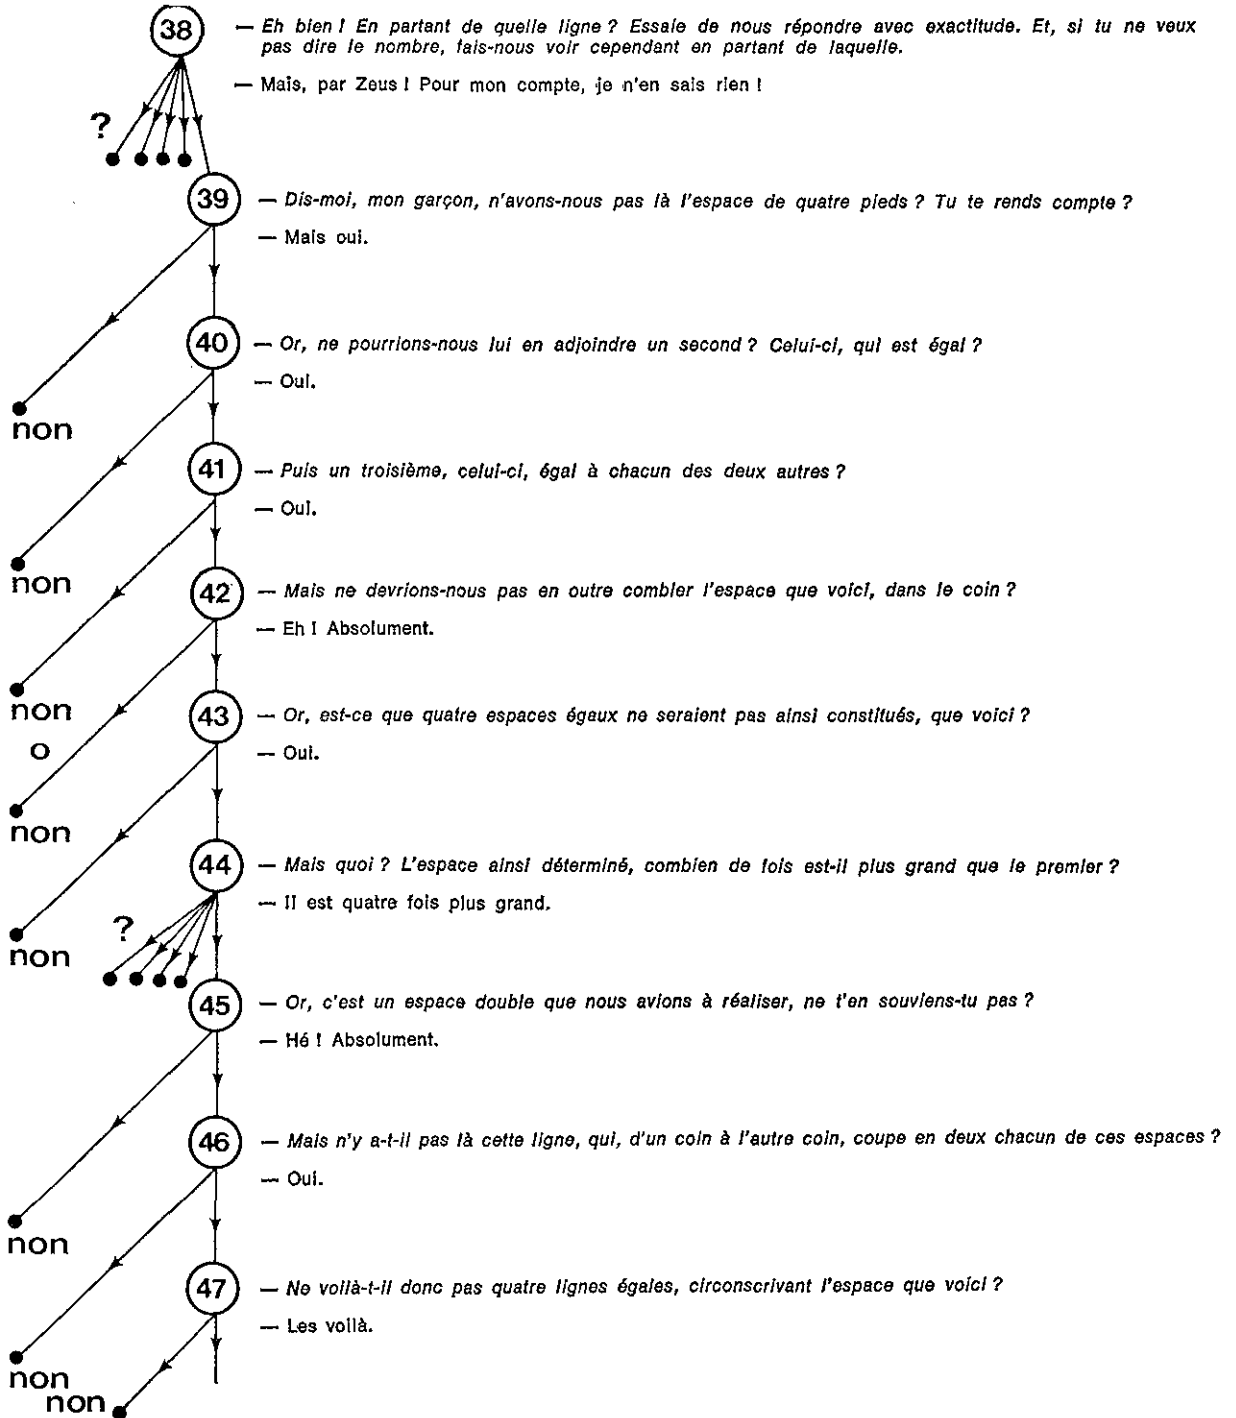 38
— Eh bien ! En partant de quelle ligne ? Essaie de nous répondre avec exactitude. Et, si tu ne veux
pas dire le nombre, fais-nous voir cependant en partant de laquelle.
— Mais, par Zeus ! Pour mon compte, je n'en sais rien !
?
39
— Dis-moi, mon garçon, n'avons-nous pas là l'espace de quatre pieds ? Tu te rends compte ?
— Mais oui.
40
— Or, ne pourrions-nous lui en adjoindre un second ? Celui-ci, qui est égal ?
— Oui.
non
41
— Puis un troisième, celui-ci, égal à chacun des deux autres ?
— Oui.
non
42
— Mais ne devrions-nous pas en outre combler l'espace que voici, dans le coin ?
— Eh ! Absolument.
non
43
— Or, est-ce que quatre espaces égaux ne seraient pas ainsi constitués, que voici ?
o
— Oui.
non
44
— Mais quoi ? L'espace ainsi déterminé, combien de fois est-il plus grand que le premier ?
— Il est quatre fois plus grand.
?
non
45
— Or, c'est un espace double que nous avions à réaliser, ne t'en souviens-tu pas ?
— Hé ! Absolument.
46
— Mais n'y a-t-il pas là cette ligne, qui, d'un coin à l'autre coin, coupe en deux chacun de ces espaces ?
— Oui.
non
47
— Ne voilà-t-il donc pas quatre lignes égales, circonscrivant l'espace que voici ?
— Les voilà.
non
non